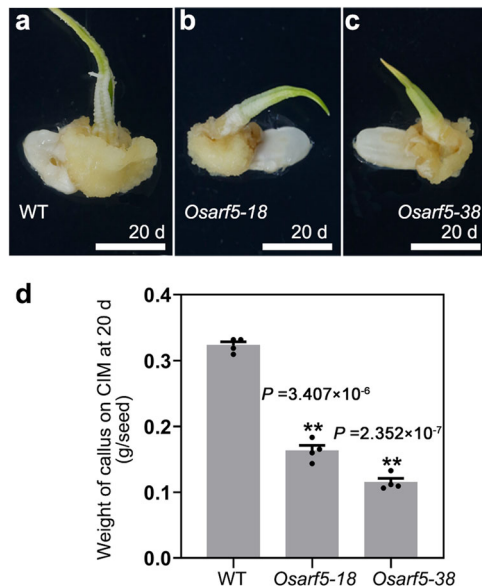 a
b
c
WT
Osarf5-18
Osarf5-38
20 d
20 d
20 d
d
Weight of callus on CIM at 20 d
(g/seed)
0.4
0.3
0.2
0.1
0.0
P =3.407×10⁻⁶
**
P =2.352×10⁻⁷
**
WT
Osarf5-18
Osarf5-38